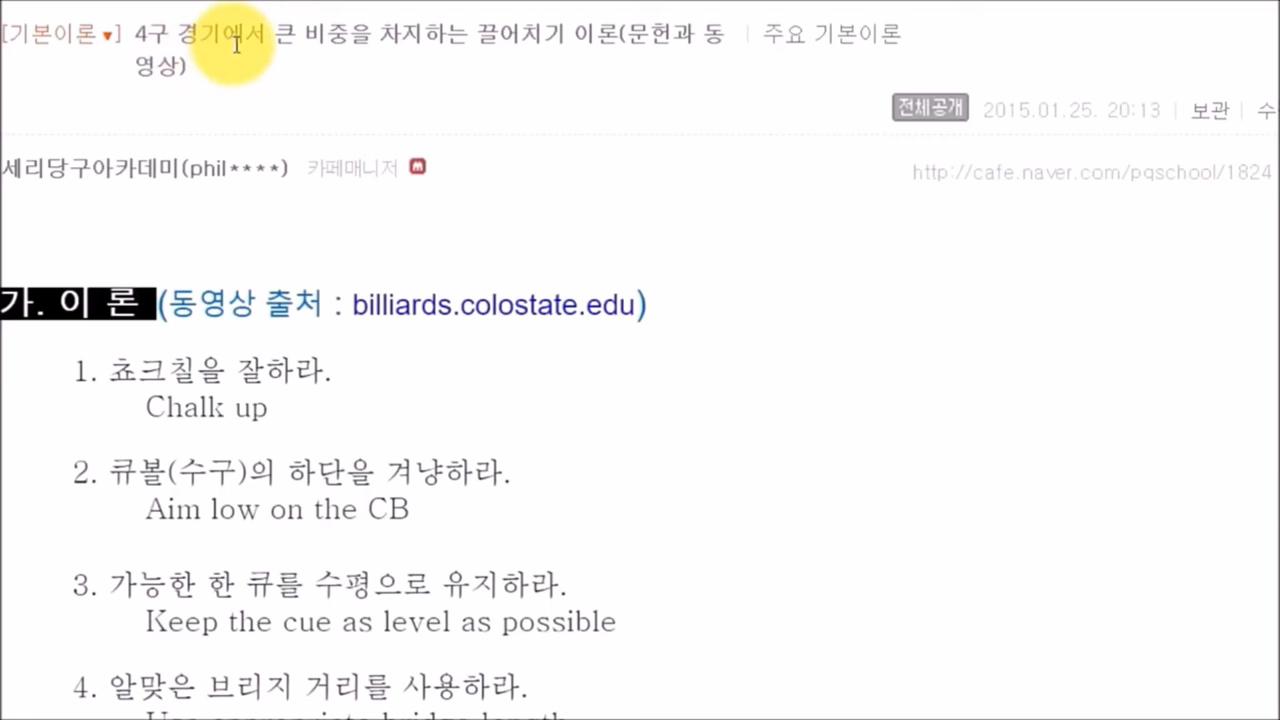 [기본이론▼] 4구 경기에서 큰 비중을 차지하는 끌어치기 이론(문헌과 동 | 주요 기본이론
영상)
전체공개 2015.01.25. 20:13 | 보관 | 수
세리당구아카데미(phil****) 카페매니저
http://cafe.naver.com/pqschool/1824
가. 이 론 (동영상 출처 : billiards.colostate.edu)
1. 쵸크칠을 잘하라.
Chalk up
2. 큐볼(수구)의 하단을 겨냥하라.
Aim low on the CB
3. 가능한 한 큐를 수평으로 유지하라.
Keep the cue as level as possible
4. 알맞은 브리지 거리를 사용하라.
Use appropriate bridge length